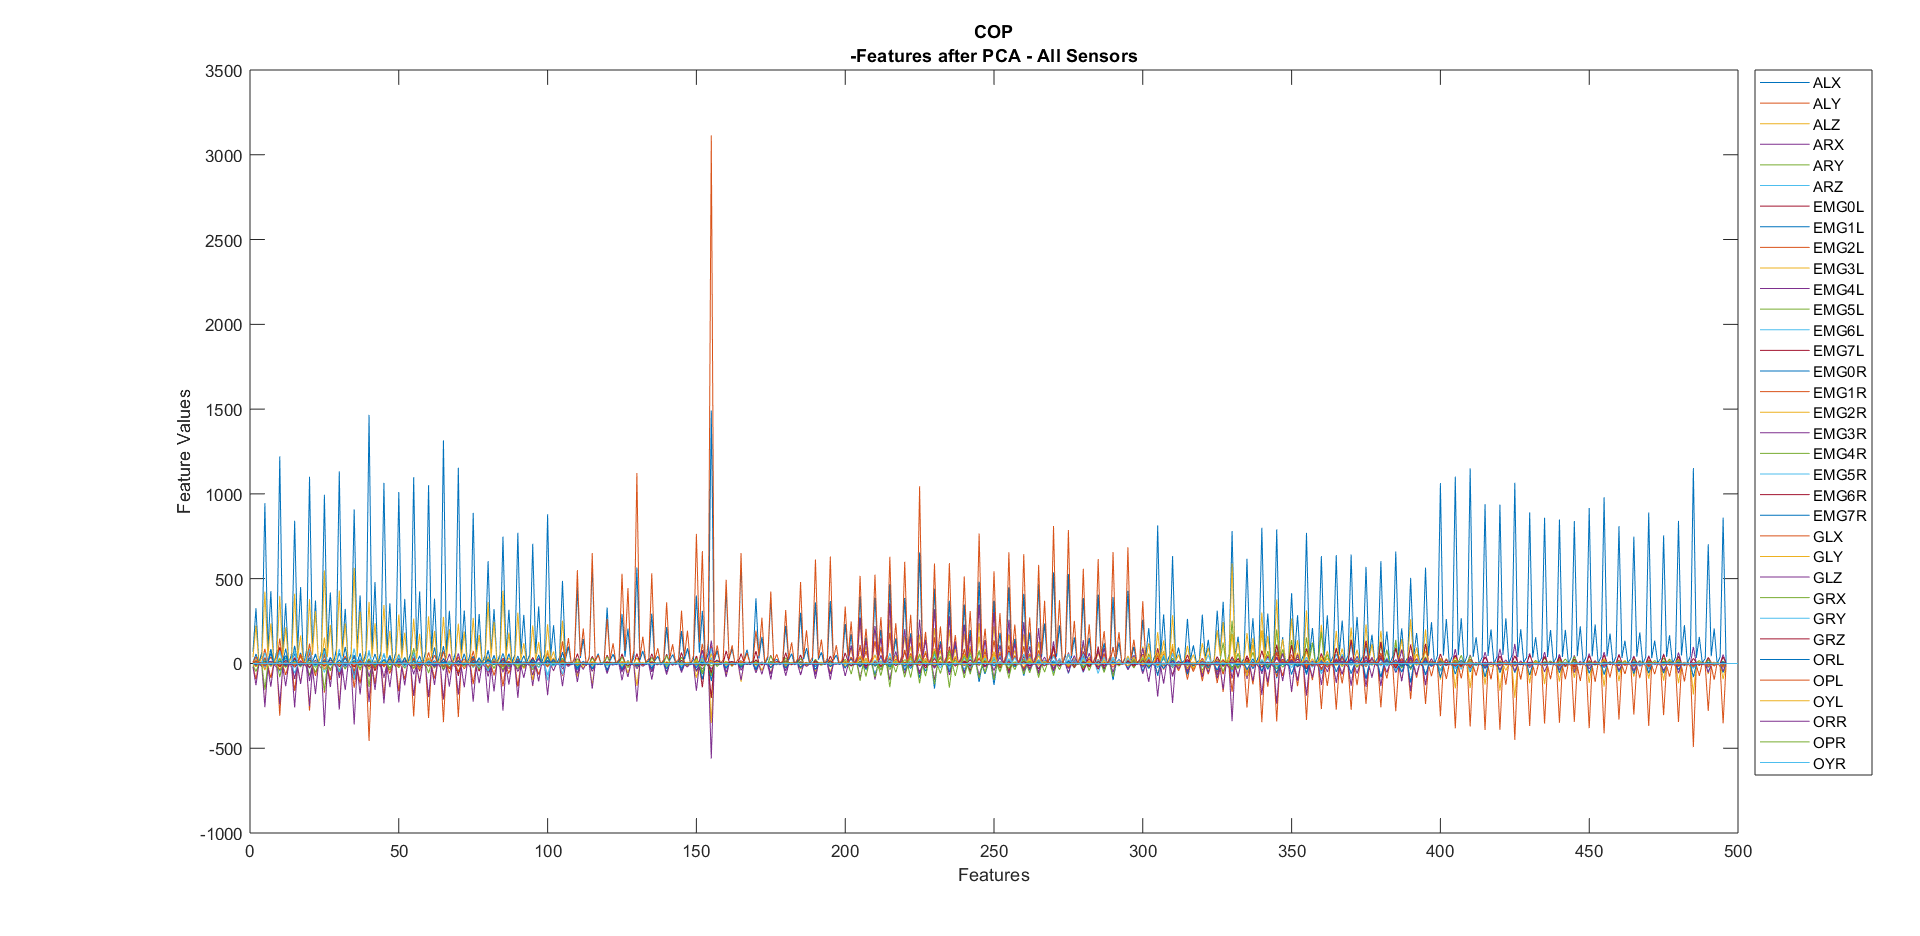 COP
-Features after PCA - All Sensors
3500
3000
2500
2000
1500
1000
500
0
-500
-1000
Feature Values
0 50 100 150 200 250 300 350 400 450 500
Features
ALX
ALY
ALZ
ARX
ARY
ARZ
EMG0L
EMG1L
EMG2L
EMG3L
EMG4L
EMG5L
EMG6L
EMG7L
EMG0R
EMG1R
EMG2R
EMG3R
EMG4R
EMG5R
EMG6R
EMG7R
GLX
GLY
GLZ
GRX
GRY
GRZ
ORL
OPL
OYL
ORR
OPR
OYR